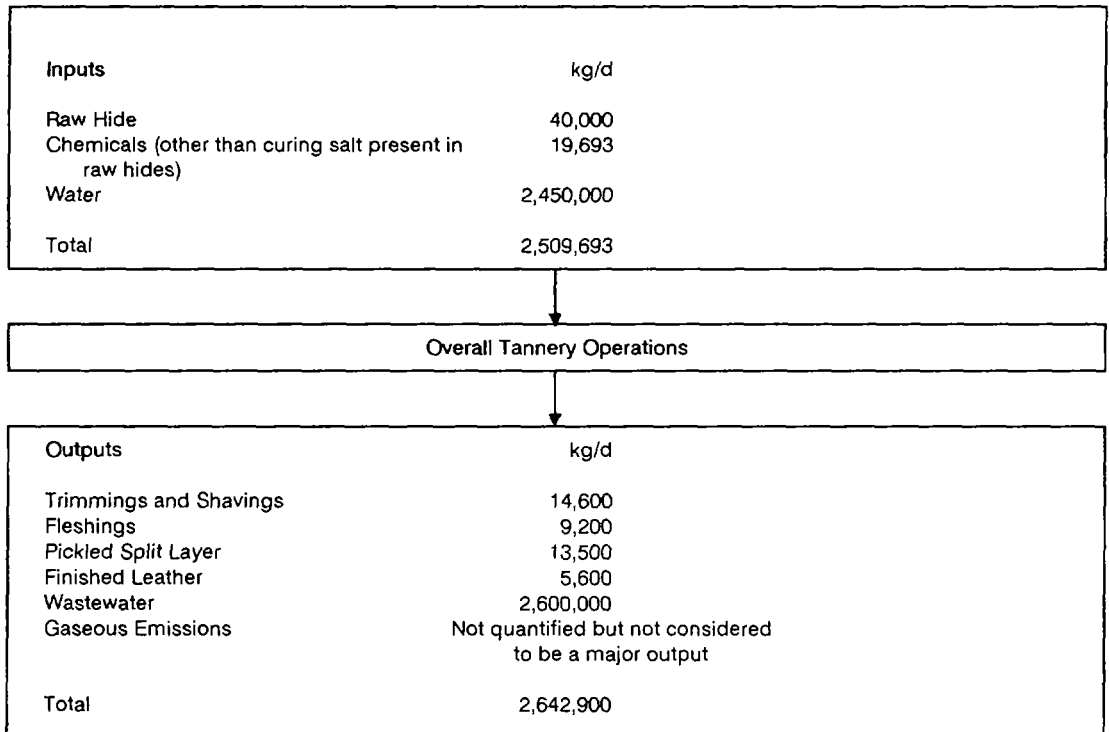 Inputs kg/d
Raw Hide 40,000
Chemicals (other than curing salt present in 19,693
raw hides)
Water 2,450,000
Total 2,509,693
Overall Tannery Operations
Outputs kg/d
Trimmings and Shavings 14,600
Fleshings 9,200
Pickled Split Layer 13,500
Finished Leather 5,600
Wastewater 2,600,000
Gaseous Emissions Not quantified but not considered
to be a major output
Total 2,642,900